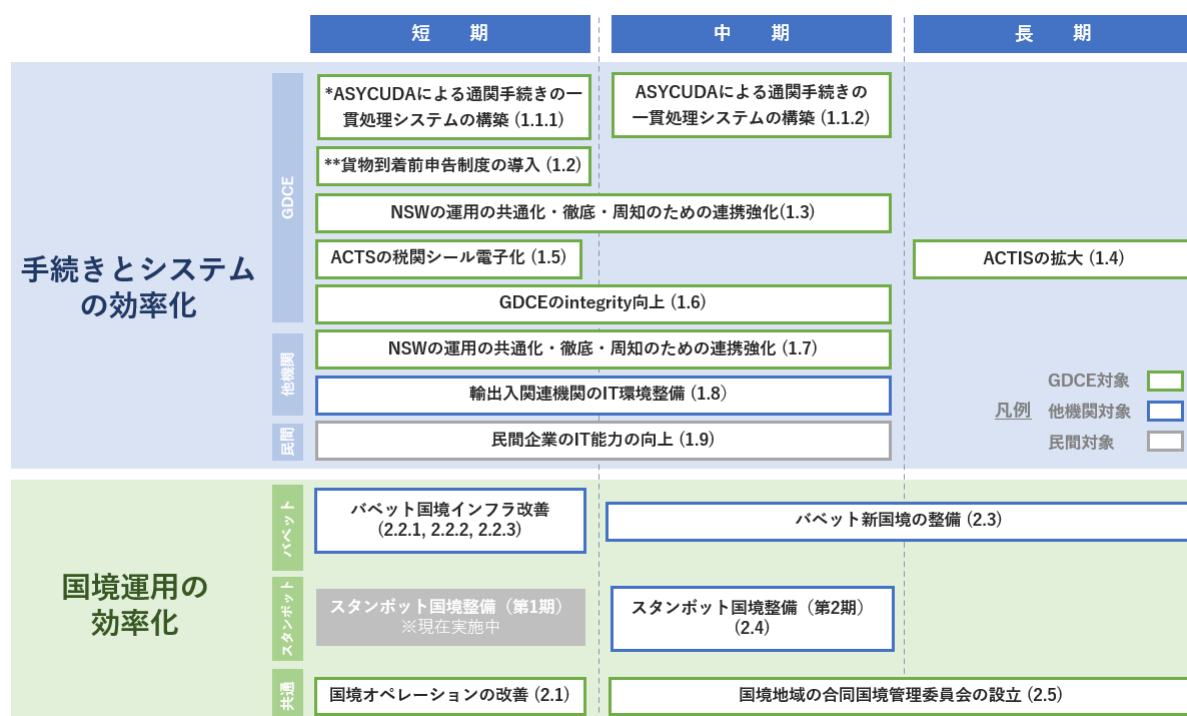 短　期
中　期
長　期
手続きとシステム
の効率化
GDCE
*ASYCUDAによる通関手続きの一
貫処理システムの構築 (1.1.1)
ASYCUDAによる通関手続きの
一貫処理システムの構築 (1.1.2)
**貨物到着前申告制度の導入 (1.2)
NSWの運用の共通化・徹底・周知のための連携強化(1.3)
ACTSの税関シール電子化 (1.5)
ACTISの拡大 (1.4)
GDCEのintegrity向上 (1.6)
他機関
NSWの運用の共通化・徹底・周知のための連携強化 (1.7)
輸出入関連機関のIT環境整備 (1.8)
民間
民間企業のIT能力の向上 (1.9)
凡例
GDCE対象
他機関対象
民間対象
国境運用の
効率化
バベット
バベット国境インフラ改善
(2.2.1, 2.2.2, 2.2.3)
バベット新国境の整備 (2.3)
スタンボット
スタンボット国境整備（第1期）
※現在実施中
スタンボット国境整備（第2期）
(2.4)
共通
国境オペレーションの改善 (2.1)
国境地域の合同国境管理委員会の設立 (2.5)